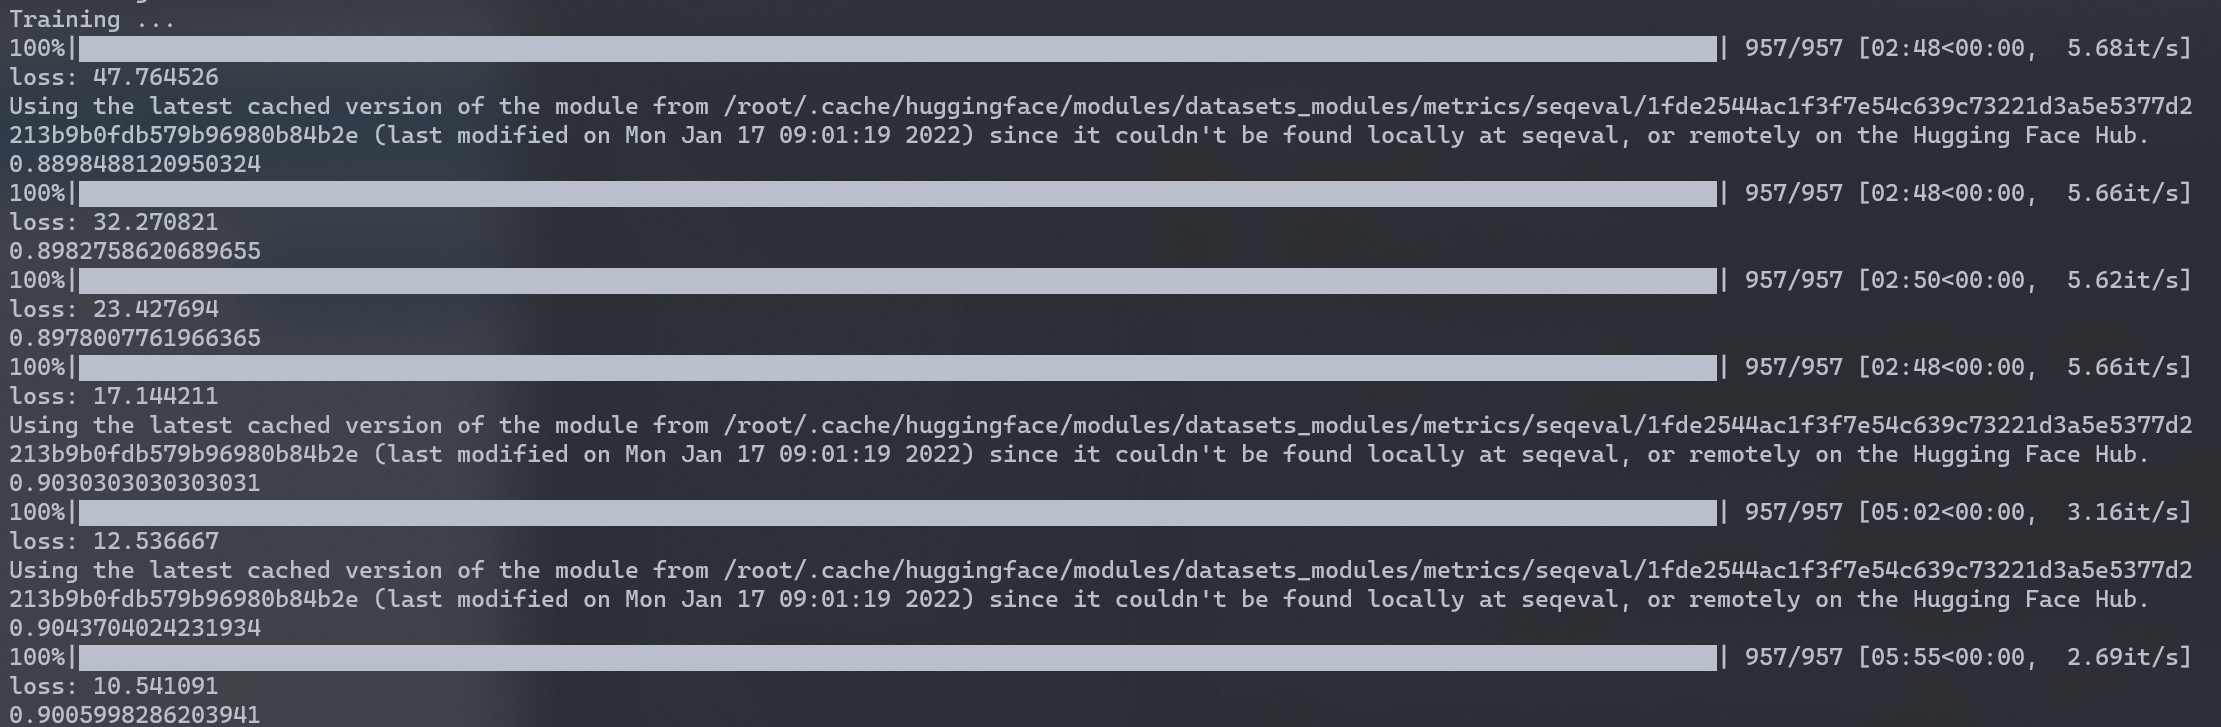 Training ...
100%| | 957/957 [02:48<00:00,  5.68it/s]
loss: 47.764526
Using the latest cached version of the module from /root/.cache/huggingface/modules/datasets_modules/metrics/seqeval/1fde2544ac1f3f7e54c639c73221d3a5e5377d2
213b9b0fdb579b96980b84b2e (last modified on Mon Jan 17 09:01:19 2022) since it couldn't be found locally at seqeval, or remotely on the Hugging Face Hub.
0.8898488120950324
100%| | 957/957 [02:48<00:00,  5.66it/s]
loss: 32.270821
0.8982758620689655
100%| | 957/957 [02:50<00:00,  5.62it/s]
loss: 23.427694
0.8978007761966365
100%| | 957/957 [02:48<00:00,  5.66it/s]
loss: 17.144211
Using the latest cached version of the module from /root/.cache/huggingface/modules/datasets_modules/metrics/seqeval/1fde2544ac1f3f7e54c639c73221d3a5e5377d2
213b9b0fdb579b96980b84b2e (last modified on Mon Jan 17 09:01:19 2022) since it couldn't be found locally at seqeval, or remotely on the Hugging Face Hub.
0.9030303030303031
100%| | 957/957 [05:02<00:00,  3.16it/s]
loss: 12.536667
Using the latest cached version of the module from /root/.cache/huggingface/modules/datasets_modules/metrics/seqeval/1fde2544ac1f3f7e54c639c73221d3a5e5377d2
213b9b0fdb579b96980b84b2e (last modified on Mon Jan 17 09:01:19 2022) since it couldn't be found locally at seqeval, or remotely on the Hugging Face Hub.
0.9043704024231934
100%| | 957/957 [05:55<00:00,  2.69it/s]
loss: 10.541091
0.9005998286203941